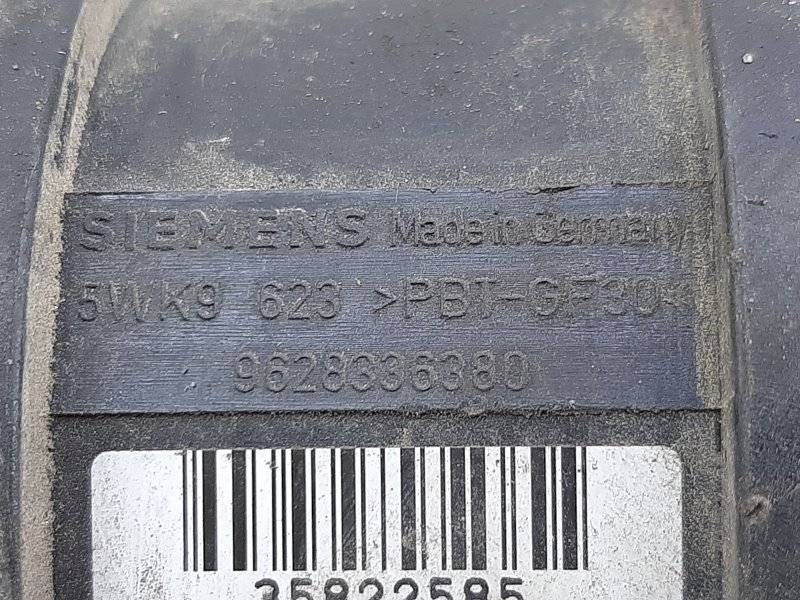 SIEMENS Made in Germany
5WK9 623 >PBT-GF30<
9628336380
35822585